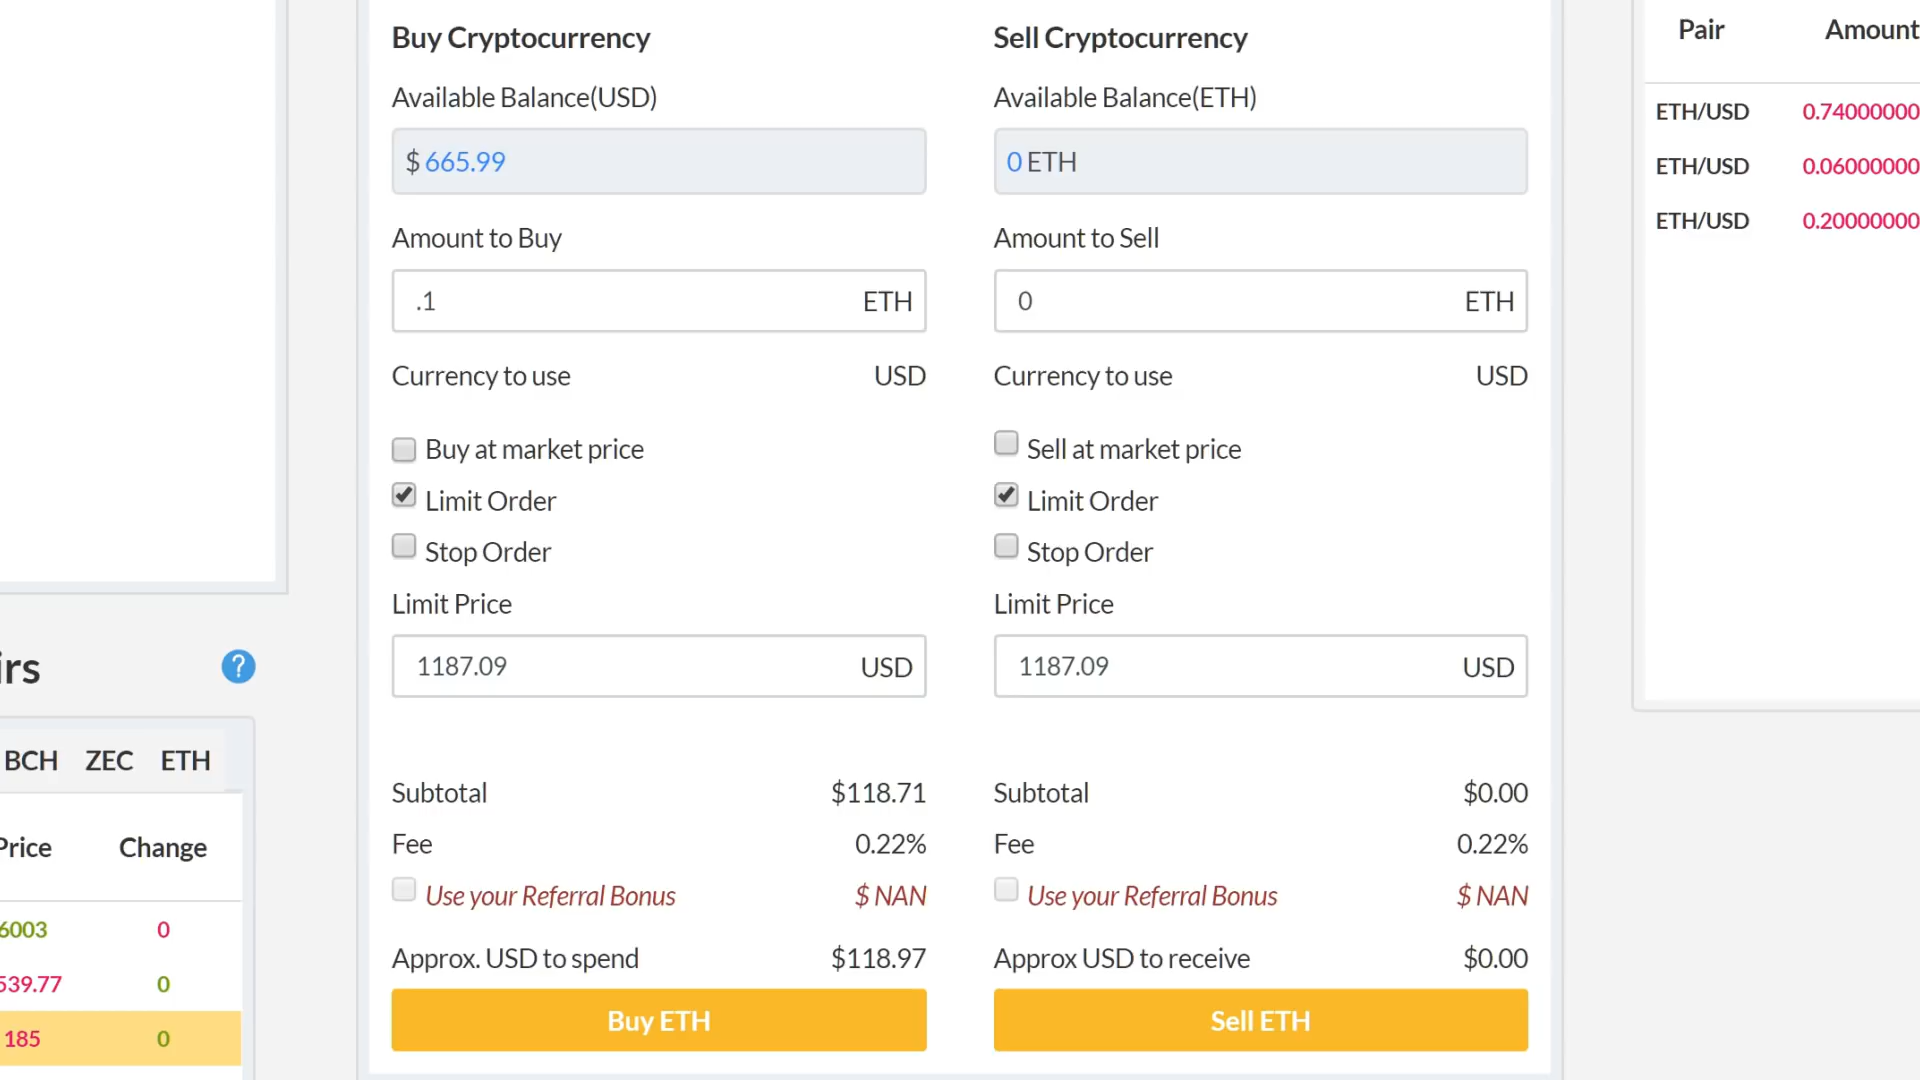 Buy Cryptocurrency
Available Balance(USD)
$ 665.99
Amount to Buy
.1 ETH
Currency to use USD
Buy at market price
Limit Order
Stop Order
Limit Price
1187.09 USD
Subtotal $118.71
Fee 0.22%
Use your Referral Bonus $ NAN
Approx. USD to spend $118.97
Buy ETH
Sell Cryptocurrency
Available Balance(ETH)
0 ETH
Amount to Sell
0 ETH
Currency to use USD
Sell at market price
Limit Order
Stop Order
Limit Price
1187.09 USD
Subtotal $0.00
Fee 0.22%
Use your Referral Bonus $ NAN
Approx USD to receive $0.00
Sell ETH
Pair Amount
ETH/USD 0.74000000
ETH/USD 0.06000000
ETH/USD 0.20000000
irs ?
BCH ZEC ETH
Price Change
6003 0
539.77 0
185 0